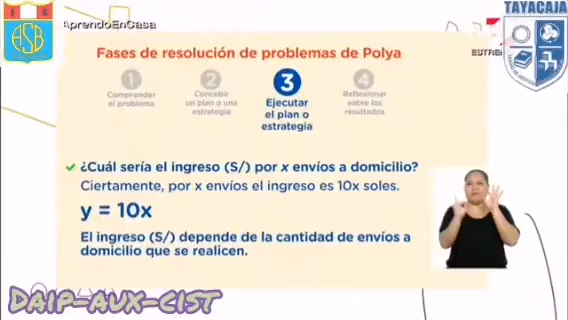 AprendoEnCasa
TAYACAJA
ESB
ESTREN
Fases de resolución de problemas de Polya
1
2
3
4
Comprender
el problema
Concebir
un plan o una
estrategia
Ejecutar
el plan o
estrategia
Reflexionar
sobre los
resultados
¿Cuál sería el ingreso (S/) por x envíos a domicilio?
Ciertamente, por x envíos el ingreso es 10x soles.
y = 10x
El ingreso (S/) depende de la cantidad de envíos a
domicilio que se realicen.
Daip-aux-cist